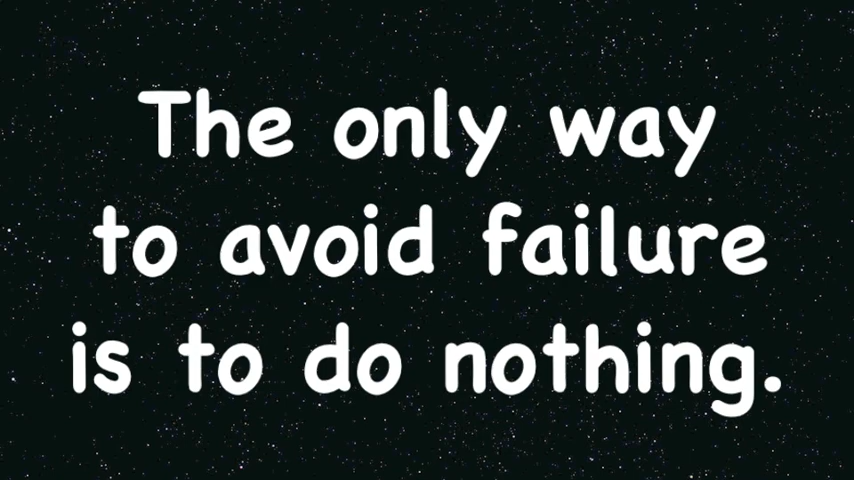 The only way
to avoid failure
is to do nothing.